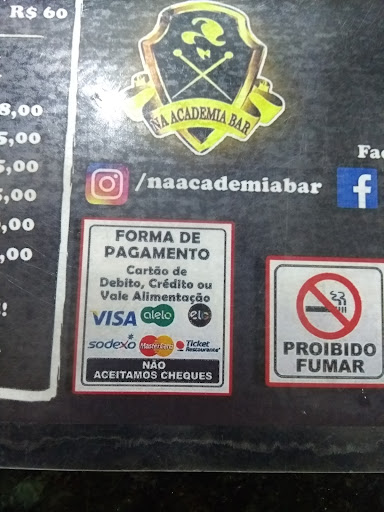 R$ 60
8,00
5,00
5,00
5,00
,00
,00
NA ACADEMIA BAR
/naacademiabar
FORMA DE
PAGAMENTO
Cartão de
Debito, Crédito ou
Vale Alimentação
VISA alelo elo
sodexo MasterCard Ticket
Restaurante
NÃO
ACEITAMOS CHEQUES
Fac
f
PROIBIDO
FUMAR